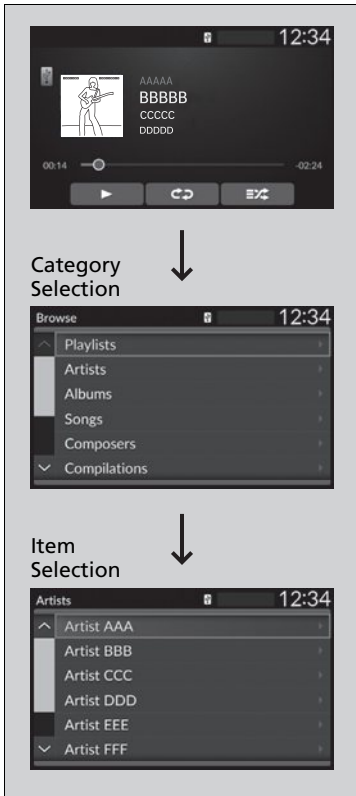 12:34
AAAAA
BBBBB
CCCCC
DDDDD
00:14 -02:24
Category
Selection
Browse 12:34
Playlists
Artists
Albums
Songs
Composers
Compilations
Item
Selection
Artists 12:34
Artist AAA
Artist BBB
Artist CCC
Artist DDD
Artist EEE
Artist FFF